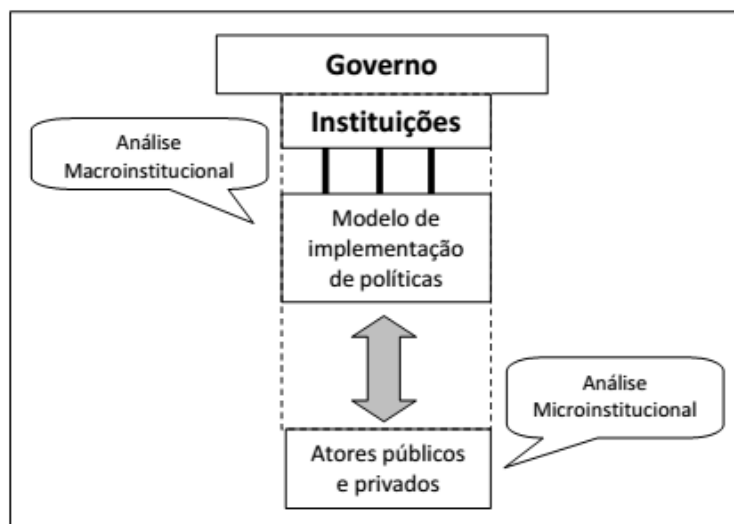 Governo
Instituições
Análise
Macroinstitucional
Modelo de
implementação
de políticas
Análise
Microinstitucional
Atores públicos
e privados